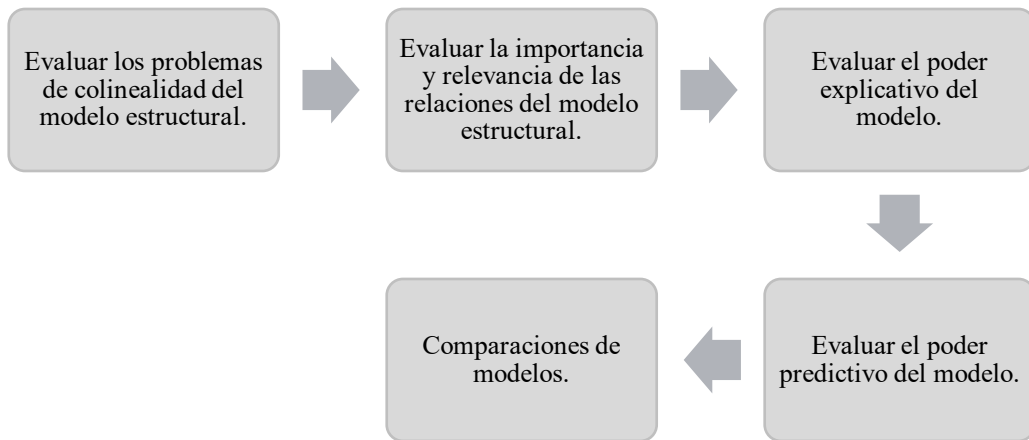 Evaluar los problemas
de colinealidad del
modelo estructural.
Evaluar la importancia
y relevancia de las
relaciones del modelo
estructural.
Evaluar el poder
explicativo del
modelo.
Evaluar el poder
predictivo del modelo.
Comparaciones de
modelos.